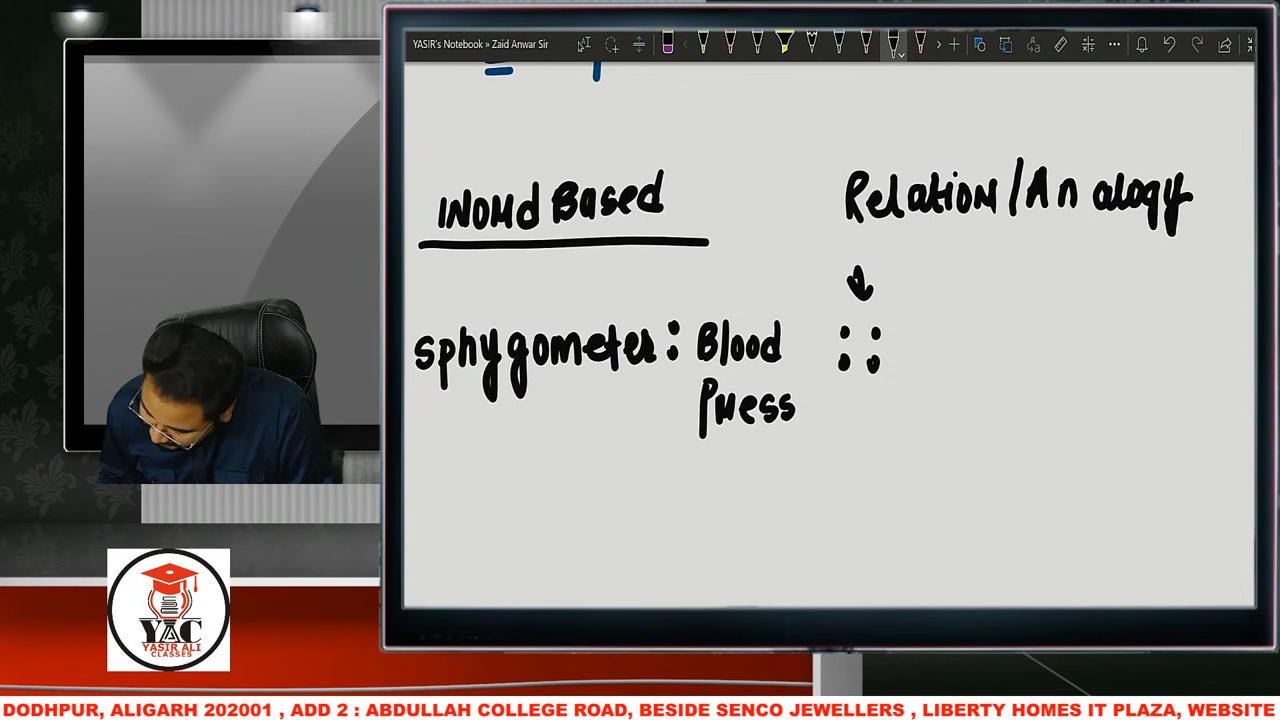 YASIR's Notebook » Zaid Anwar Sir
Word Based
Relation/Analogy
Sphygometer : Blood ::
Press
YAC
YASIR ALI
CLASSES
DODHPUR, ALIGARH 202001 , ADD 2 : ABDULLAH COLLEGE ROAD, BESIDE SENCO JEWELLERS , LIBERTY HOMES IT PLAZA, WEBSITE